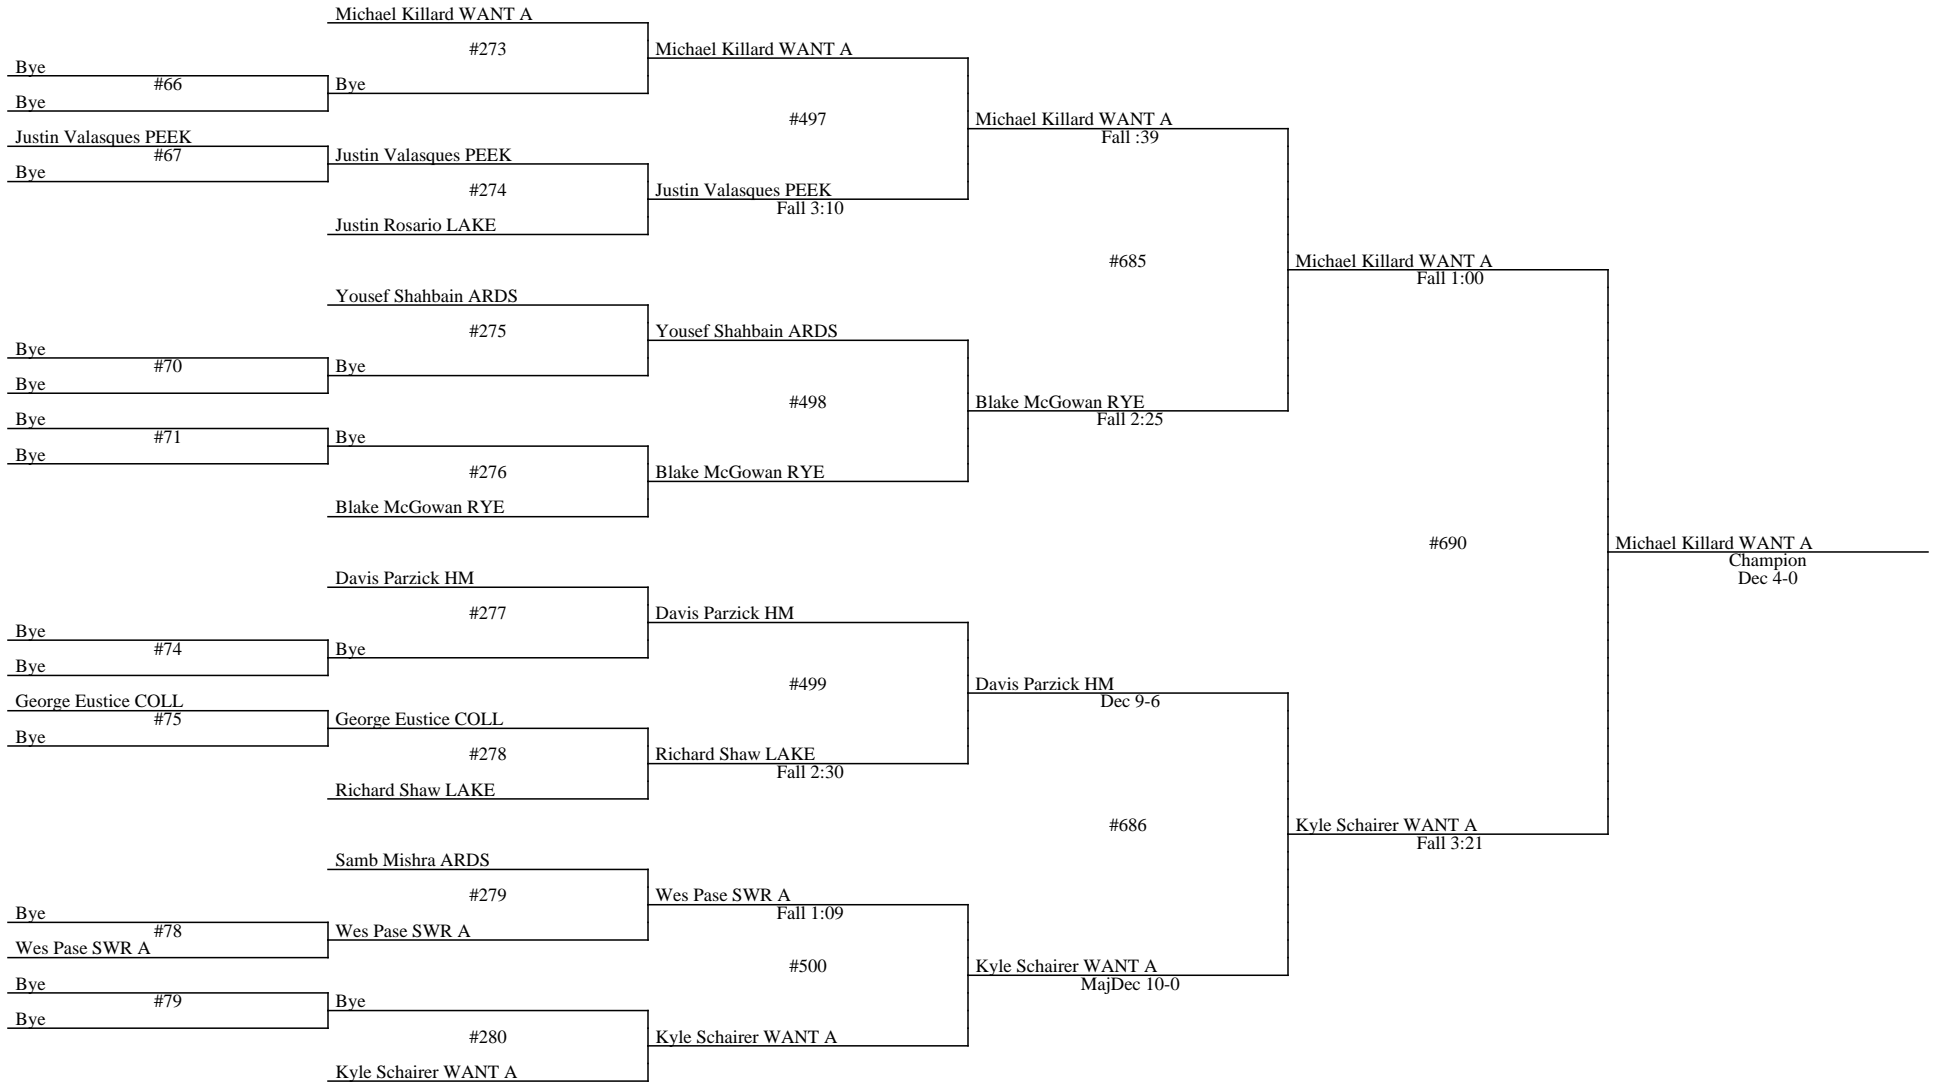 Michael Killard WANT A
#273
Michael Killard WANT A
Bye
#66
Bye
Bye
#497
Michael Killard WANT A
Fall :39
Justin Valasques PEEK
#67
Justin Valasques PEEK
Bye
#274
Justin Valasques PEEK
Fall 3:10
Justin Rosario LAKE
#685
Michael Killard WANT A
Fall 1:00
Yousef Shahbain ARDS
#275
Yousef Shahbain ARDS
Bye
#70
Bye
Bye
#498
Blake McGowan RYE
Fall 2:25
Bye
#71
Bye
Bye
#276
Blake McGowan RYE
Blake McGowan RYE
#690
Michael Killard WANT A
Champion
Dec 4-0
Davis Parzick HM
#277
Davis Parzick HM
Bye
#74
Bye
Bye
#499
Davis Parzick HM
Dec 9-6
George Eustice COLL
#75
George Eustice COLL
Bye
#278
Richard Shaw LAKE
Fall 2:30
Richard Shaw LAKE
#686
Kyle Schairer WANT A
Fall 3:21
Samb Mishra ARDS
#279
Wes Pase SWR A
Fall 1:09
Bye
#78
Wes Pase SWR A
Wes Pase SWR A
#500
Kyle Schairer WANT A
MajDec 10-0
Bye
#79
Bye
Bye
#280
Kyle Schairer WANT A
Kyle Schairer WANT A